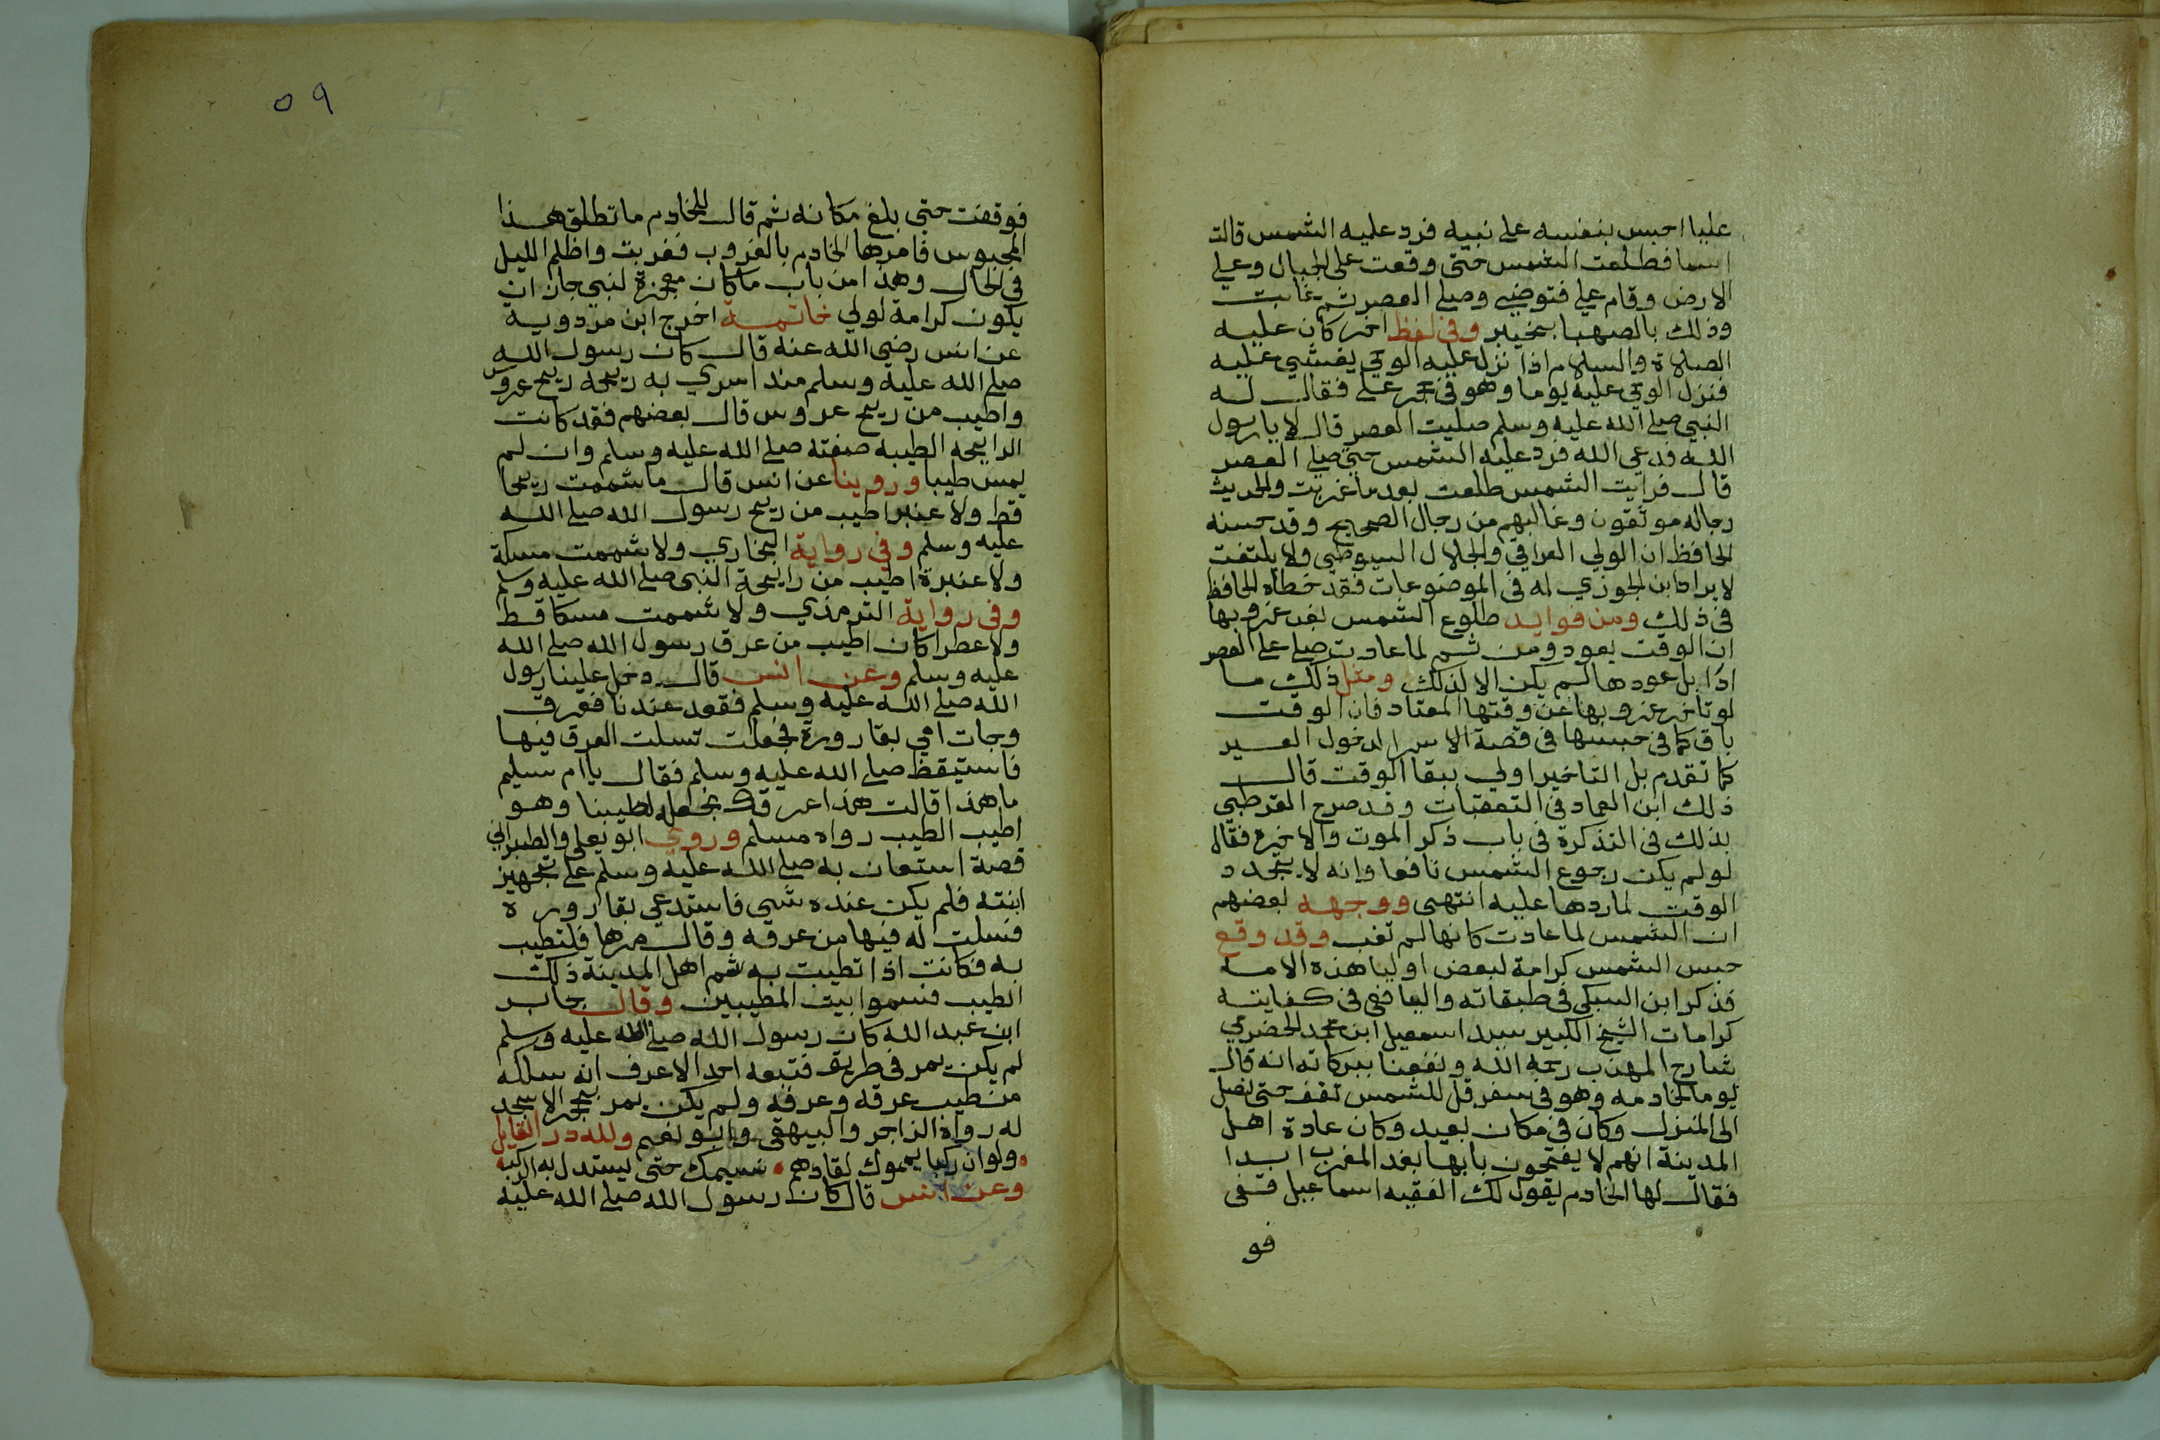 عليا احبس بنفسه على نبيه فرد عليه الشمس قالت
اسما فطلعت الشمس حتى وقعت على الجبال وعلى
الارض وقام علي فتوضي وصلى العصر ثم غابت
وذلك بالصهبا بخيبر وفي لفظ اخر كان عليه
الصلاة والسلام اذا نزل عليه الوحي يغشي عليه
فنزل الوحي عليه يوما وهو في حجر علي فقال له
النبي صلى الله عليه وسلم صليت العصر قال لا يا رسول
الله فدعى الله فرد عليه الشمس حتى صلى العصر
قال فرايت الشمس طلعت بعد ما غربت والحديث
رجاله موثقون وغالبهم من رجال الصحيح وقد حسنه
الحافظ ان الولي العراقي والجلال السيوطي ولا يلتفت
لايراد ابن الجوزي له في الموضوعات فقد خطاه الحافظ
في ذلك ومن فوايد طلوع الشمس بعد غروبها
ان الوقت يعود ومن ثم لما عادت صلى علي العصر
اذا بل عودها لم يكن الا لذلك ومثل ذلك ما
لو تاخر غروبها عن وقتها المعتاد فان الوقت
باق كما في حبسها في قصة الاسرا لدخول العير
كما تقدم بل التاخير اولى ببقا الوقت قال
ذلك ابن العماد في التعقبات وقد صرح القرطبي
بذلك في التذكرة في باب ذكر الموت والاخرة فقال
لو لم يكن رجوع الشمس نافعا وانه لا يتجدد
الوقت لما ردها عليه انتهى ووجهه بعضهم
ان الشمس لما عادت كانها لم تغب وقد وقع
حبس الشمس كرامة لبعض اوليا هذه الامه
فذكر ابن السبكي في طبقاته واليافعي في كفايته
كرامات الشيخ الكبير سيد اسمعيل ابن محمد الحضرمي
شارح المهذب رحمه الله ونفعنا ببركاته انه قال
يوما لخادمه وهو في سفر قل للشمس تقف حتى نصل
الى المنزل وكان في مكان بعيد وكان عادة اهل
المدينة انهم لا يفتحون بابها بعد المغرب ابدا
فقال لها الخادم يقول لك الفقيه اسماعيل قفي
فو
٥٩
فوقفت حتى بلغ مكانه ثم قال للخادم ما تطلق هذا
المحبوس فامرها الخادم بالغروب فغربت واظلم الليل
في الحال وهذا من باب ما كان معجزة لنبي جاز ان
يكون كرامة لولي خاتمة اخرج ابن مردوية
عن انس رضي الله عنه قال كان رسول الله
صلى الله عليه وسلم منذ اسري به ريحه ريح عروس
واطيب من ريح عروس قال بعضهم فقد كانت
الرايحه الطيبه صفته صلى الله عليه وسلم وان لم
يمس طيبا وروينا عن انس قال ما شممت ريحا
قط ولا عنبرا طيب من ريح رسول الله صلى الله
عليه وسلم وفي رواية البخاري ولا شممت مسكة
ولا عنبرة اطيب من رايحة النبي صلى الله عليه وسلم
وفي رواية الترمذي ولا شممت مسكا قط
ولا عطرا كان اطيب من عرق رسول الله صلى الله
عليه وسلم وعن انس قال دخل علينا رسول
الله صلى الله عليه وسلم فقعد عندنا فعرق
وجات امي بقارورة فجعلت تسلت العرق فيها
فاستيقظ صلى الله عليه وسلم فقال يا ام سليم
ما هذا قالت هذا عرقك نجعله لطيبنا وهو
اطيب الطيب رواه مسلم وروي ابو يعلى والطبراني
قصة استعان به صلى الله عليه وسلم على تجهيز
ابنته فلم يكن عنده شي فاستدعى بقارورة
فسلت له فيها من عرقه وقال مرها فلتطيب
به فكانت اذا تطيبت به شم اهل المدينة ذلك
الطيب فسموا بيت المطيبين وقال جابر
ابن عبد الله كان رسول الله صلى الله عليه وسلم
لم يكن يمر في طريق فتبعه احد الا عرف انه سلكه
من طيب عرقه وعرفه ولم يكن يمر بحجر الا سجد
له رواه الزاجر والبيهقي وابو نعيم ولله در القايل
ولو ان ركبا يمموك لقادهم • نسيمك حتى يستدل به الركب •
وعن انس قال كان رسول الله صلى الله عليه